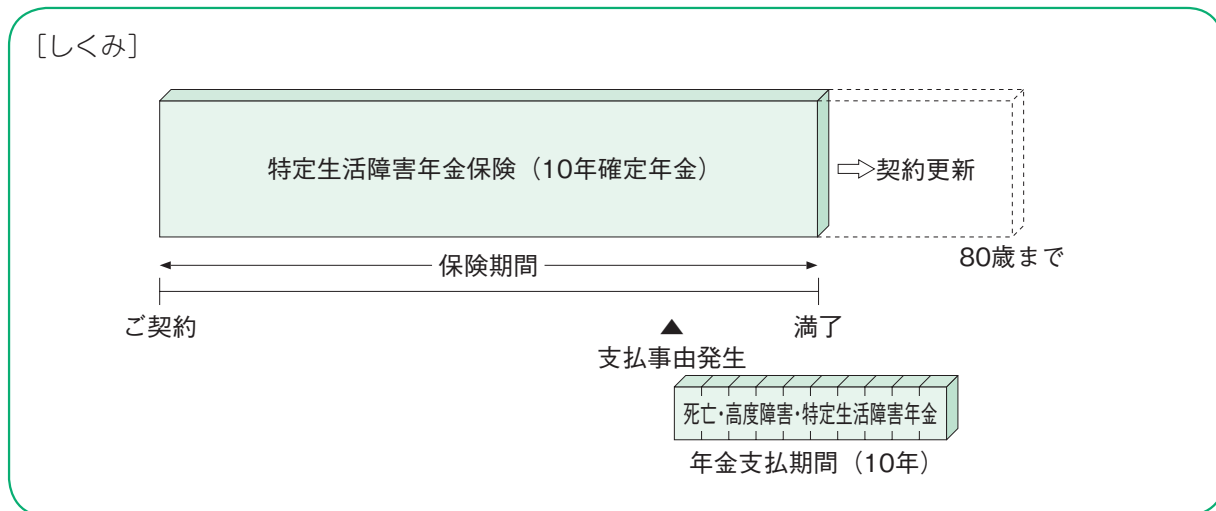 ［しくみ］
特定生活障害年金保険（10年確定年金）
⇨契約更新
80歳まで
保険期間
ご契約
満了
▲
支払事由発生
死亡・高度障害・特定生活障害年金
年金支払期間（10年）